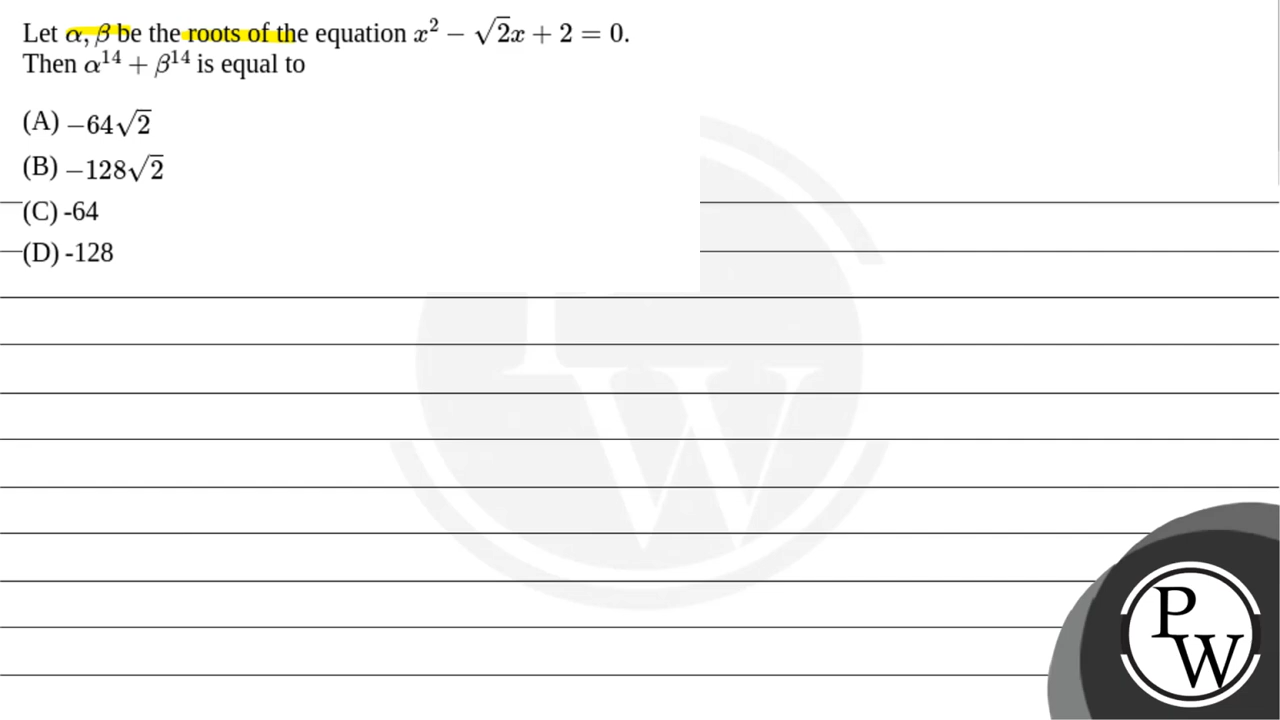 Let α, β be the roots of the equation x² − √2x + 2 = 0.
Then α¹⁴ + β¹⁴ is equal to
(A) −64√2
(B) −128√2
(C) -64
(D) -128
P
W